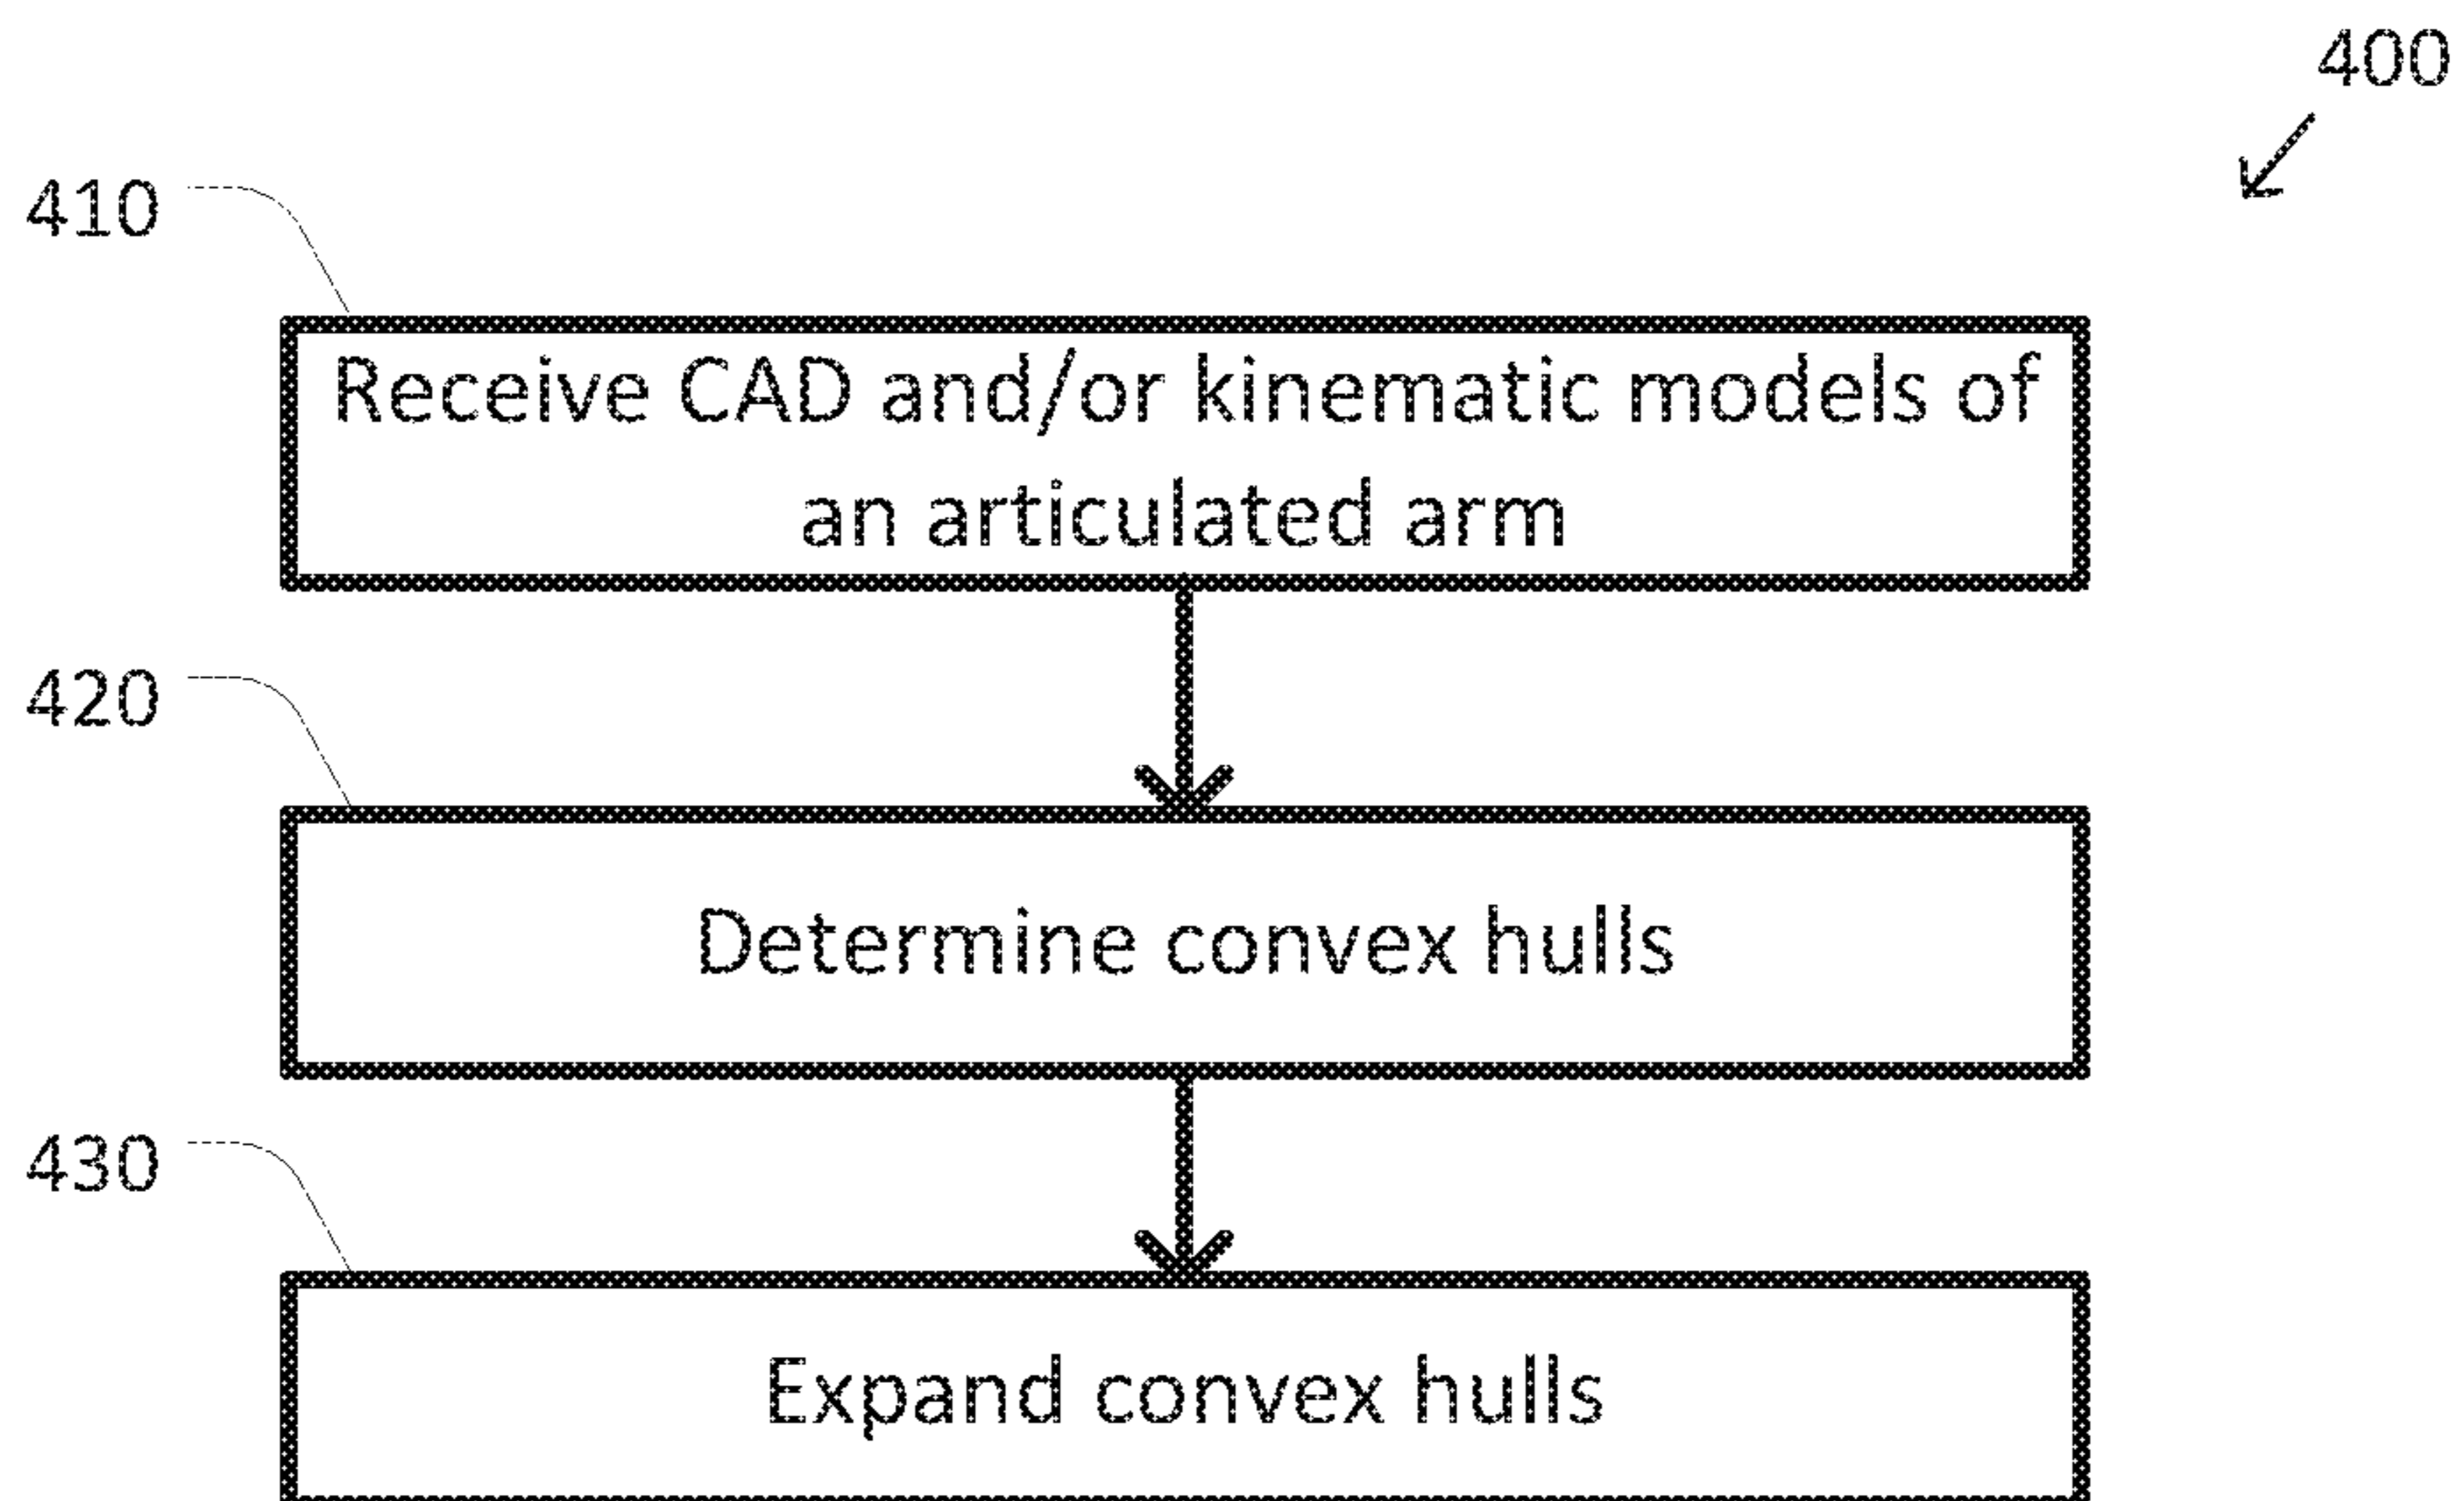 400
410
Receive CAD and/or kinematic models of
an articulated arm
420
Determine convex hulls
430
Expand convex hulls